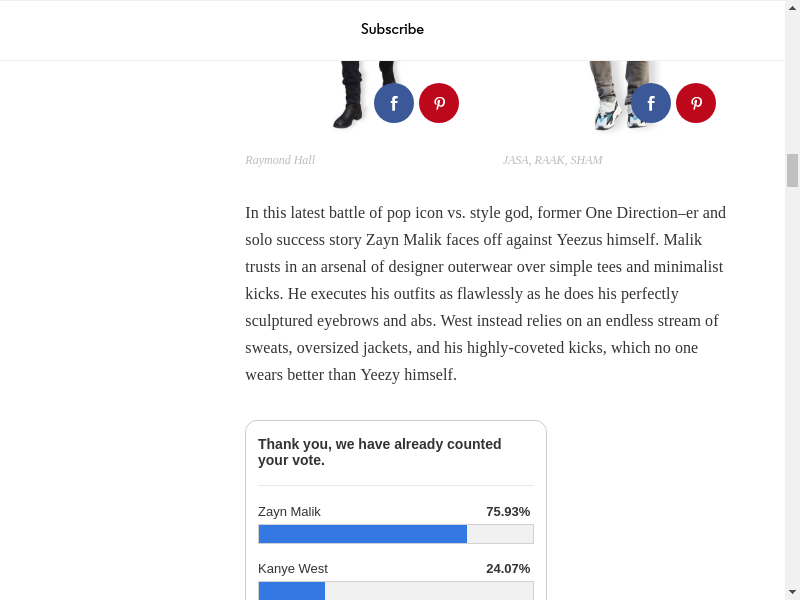 Subscribe
Raymond Hall
JASA, RAAK, SHAM
In this latest battle of pop icon vs. style god, former One Direction–er and
solo success story Zayn Malik faces off against Yeezus himself. Malik
trusts in an arsenal of designer outerwear over simple tees and minimalist
kicks. He executes his outfits as flawlessly as he does his perfectly
sculptured eyebrows and abs. West instead relies on an endless stream of
sweats, oversized jackets, and his highly-coveted kicks, which no one
wears better than Yeezy himself.
Thank you, we have already counted
your vote.
Zayn Malik 75.93%
Kanye West 24.07%